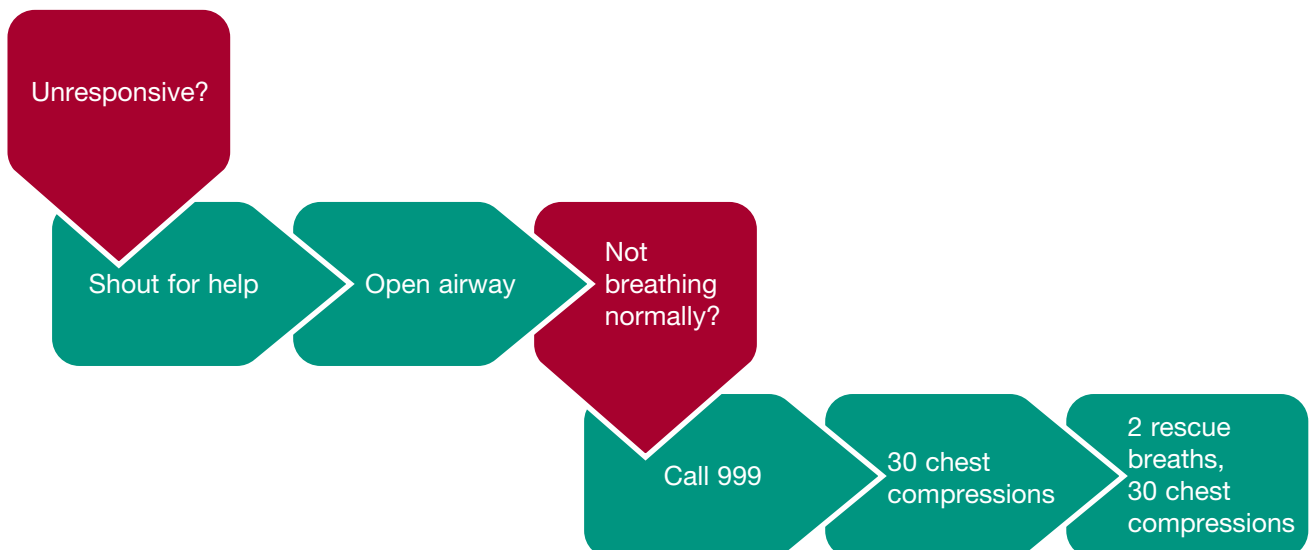 Unresponsive?
Shout for help
Open airway
Not
breathing
normally?
Call 999
30 chest
compressions
2 rescue
breaths,
30 chest
compressions